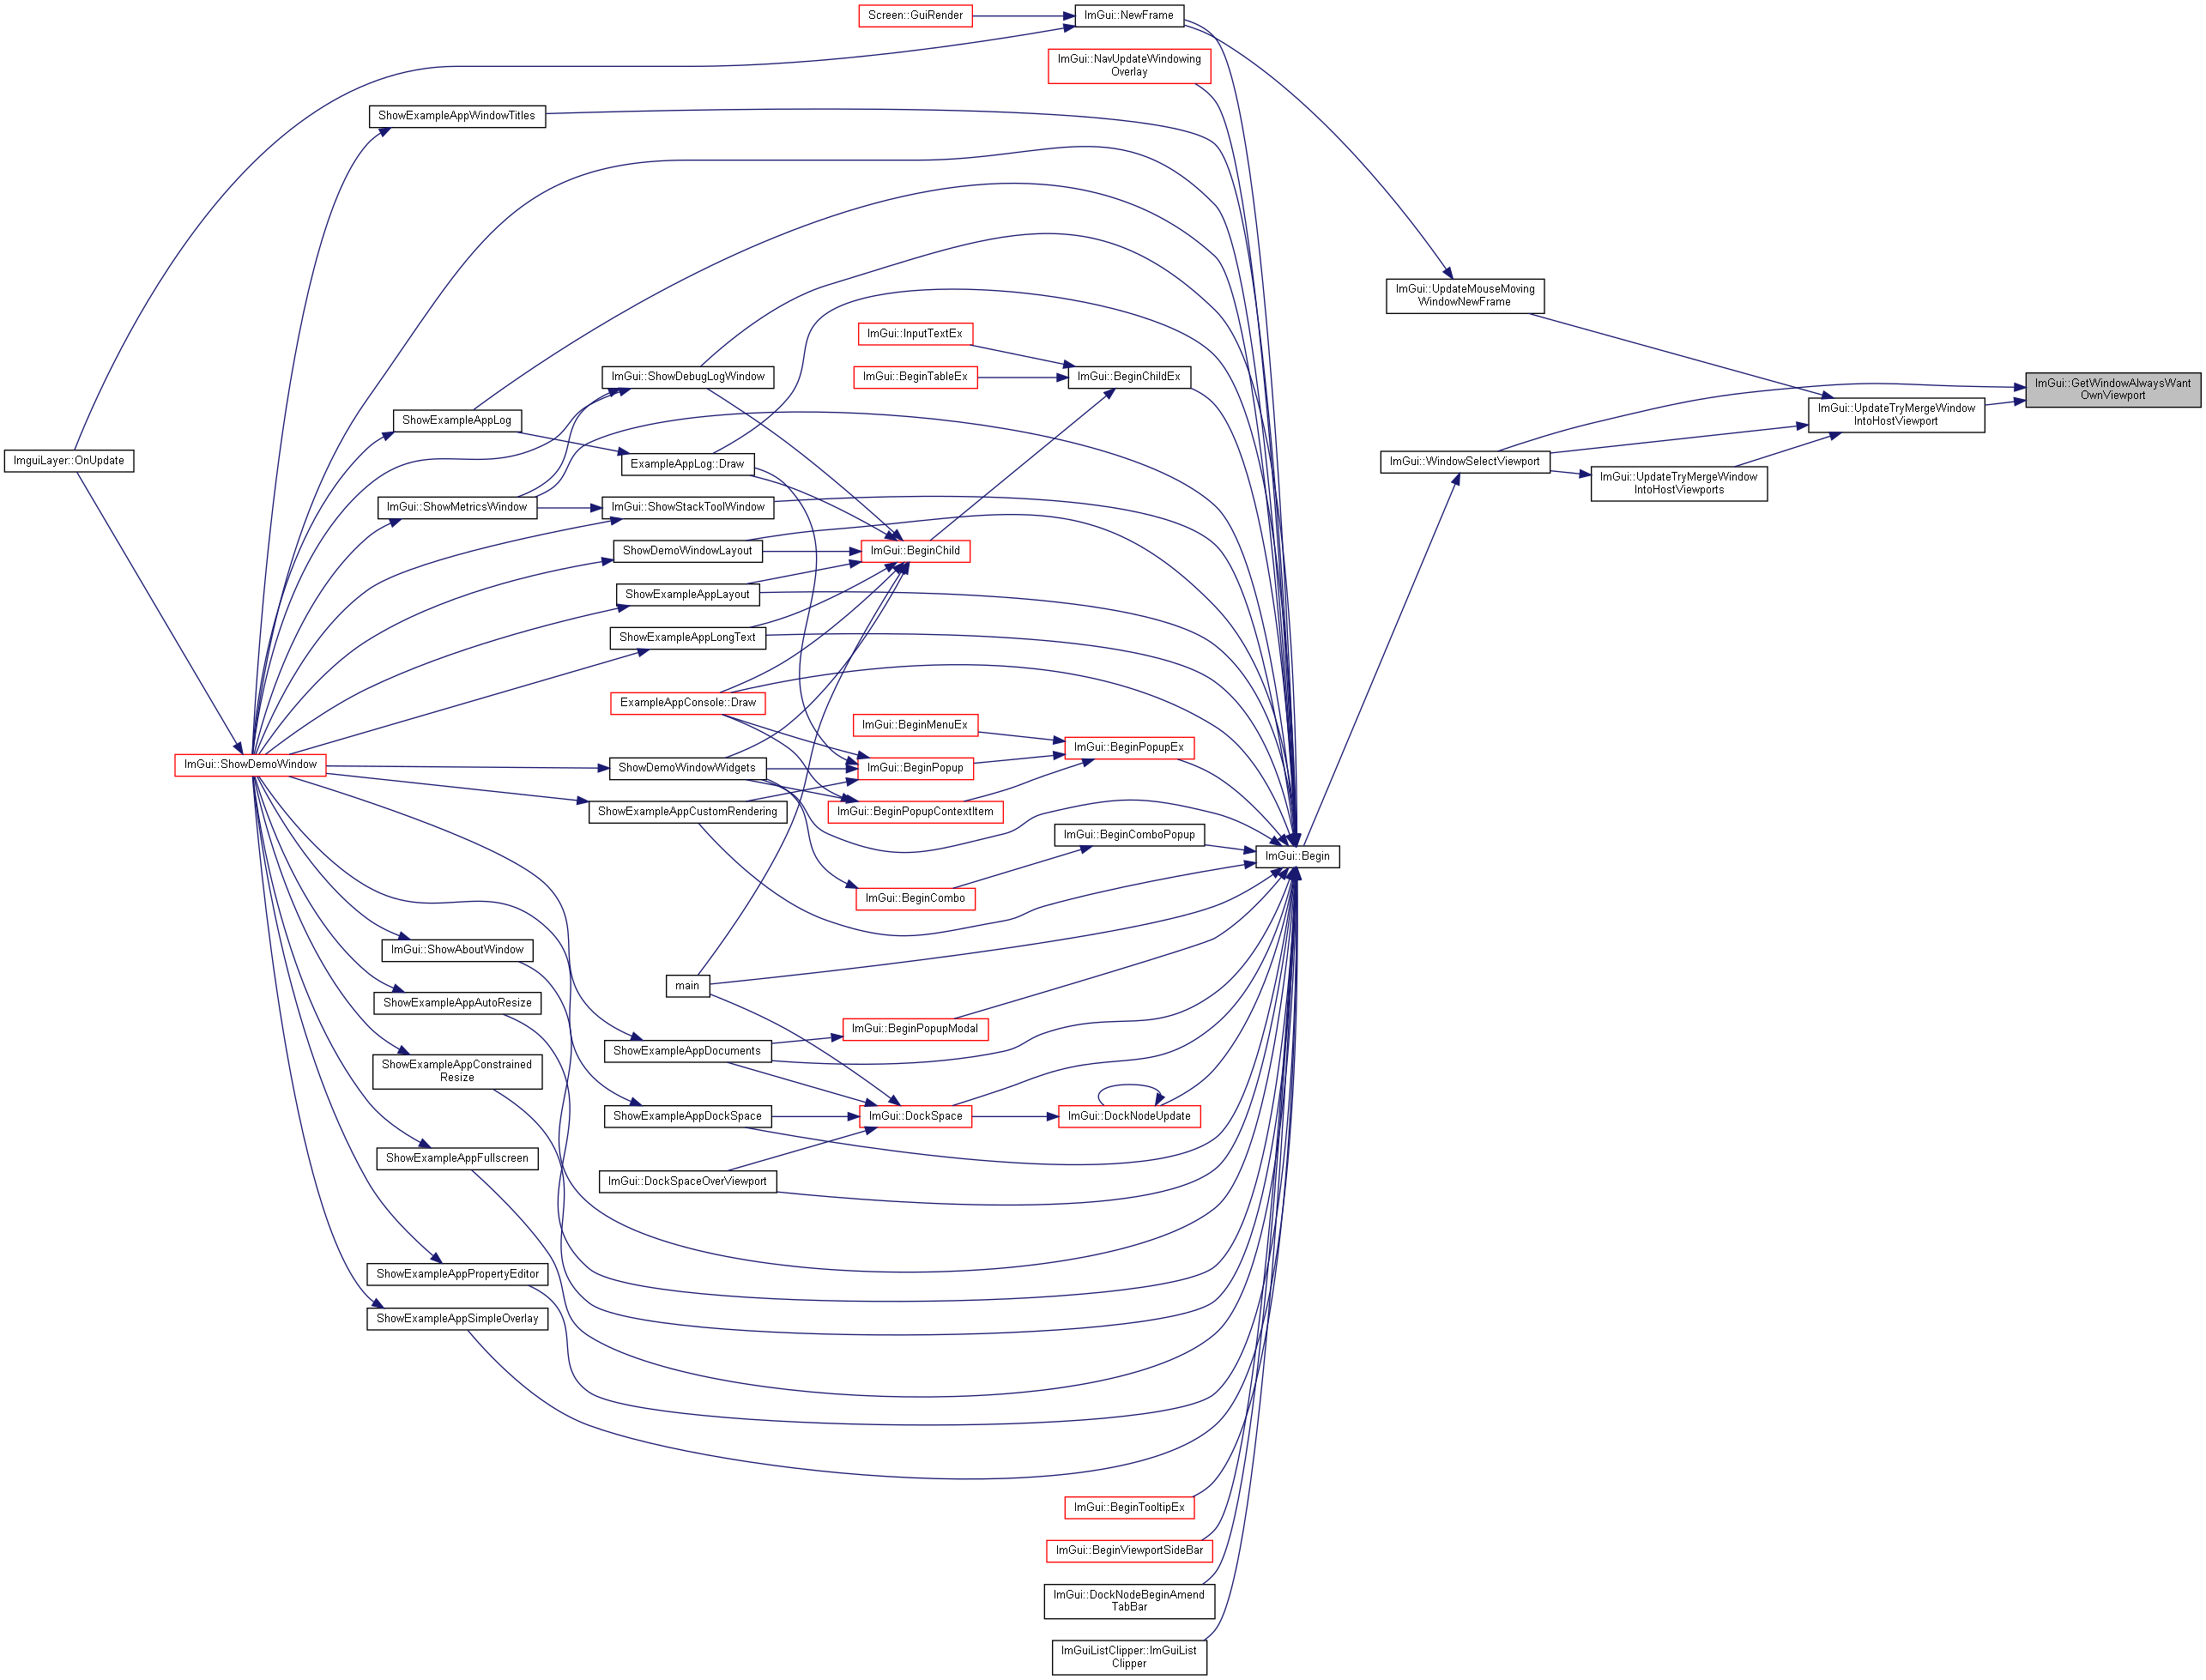 Screen::GuiRender
ImGui::NewFrame
ImGui::NavUpdateWindowing
Overlay
ShowExampleAppWindowTitles
ImGui::UpdateMouseMoving
WindowNewFrame
ImGui::InputTextEx
ImGui::ShowDebugLogWindow
ImGui::BeginTableEx
ImGui::BeginChildEx
ImGui::GetWindowAlwaysWant
OwnViewport
ShowExampleAppLog
ImGui::UpdateTryMergeWindow
IntoHostViewport
ImguiLayer::OnUpdate
ExampleAppLog::Draw
ImGui::WindowSelectViewport
ImGui::UpdateTryMergeWindow
IntoHostViewports
ImGui::ShowMetricsWindow
ImGui::ShowStackToolWindow
ShowDemoWindowLayout
ImGui::BeginChild
ShowExampleAppLayout
ShowExampleAppLongText
ExampleAppConsole::Draw
ImGui::BeginMenuEx
ImGui::BeginPopupEx
ImGui::ShowDemoWindow
ShowDemoWindowWidgets
ImGui::BeginPopup
ShowExampleAppCustomRendering
ImGui::BeginPopupContextItem
ImGui::BeginComboPopup
ImGui::Begin
ImGui::BeginCombo
ImGui::ShowAboutWindow
main
ShowExampleAppAutoResize
ImGui::BeginPopupModal
ShowExampleAppDocuments
ShowExampleAppConstrained
Resize
ShowExampleAppDockSpace
ImGui::DockSpace
ImGui::DockNodeUpdate
ShowExampleAppFullscreen
ImGui::DockSpaceOverViewport
ShowExampleAppPropertyEditor
ShowExampleAppSimpleOverlay
ImGui::BeginTooltipEx
ImGui::BeginViewportSideBar
ImGui::DockNodeBeginAmend
TabBar
ImGuiListClipper::ImGuiList
Clipper